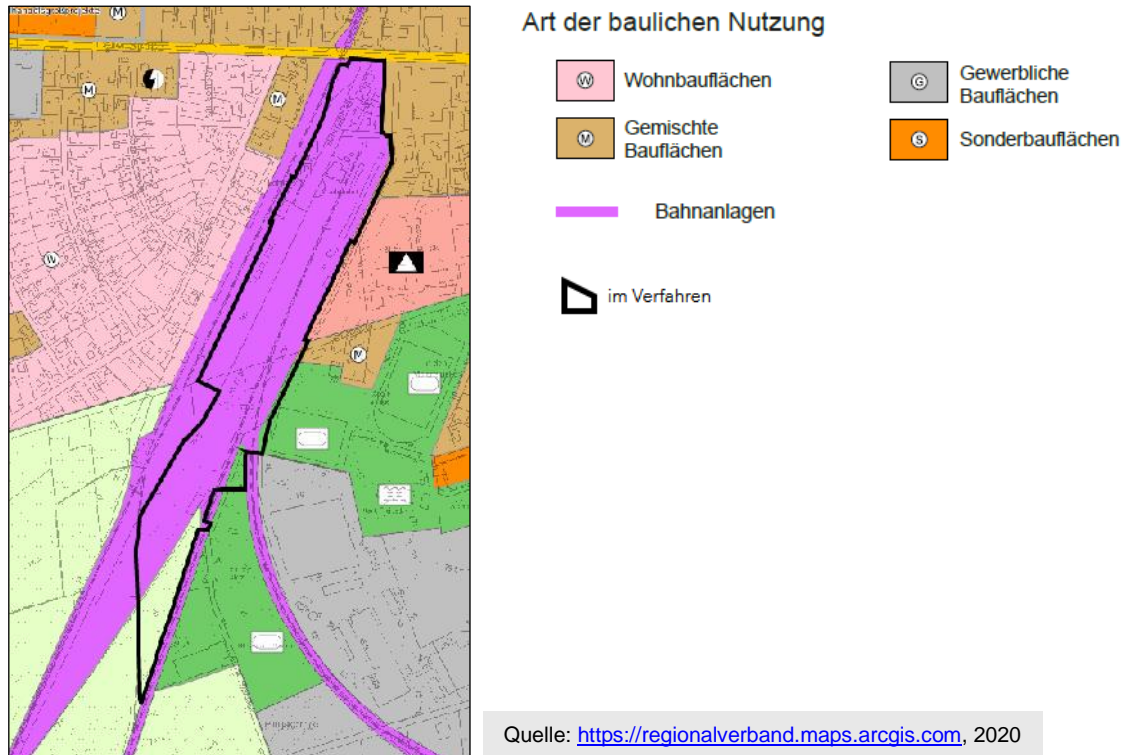 Art der baulichen Nutzung
W Wohnbauflächen
G Gewerbliche
Bauflächen
M Gemischte
Bauflächen
S Sonderbauflächen
Bahnanlagen
im Verfahren
M
M
M
W
M
Quelle: https://regionalverband.maps.arcgis.com, 2020